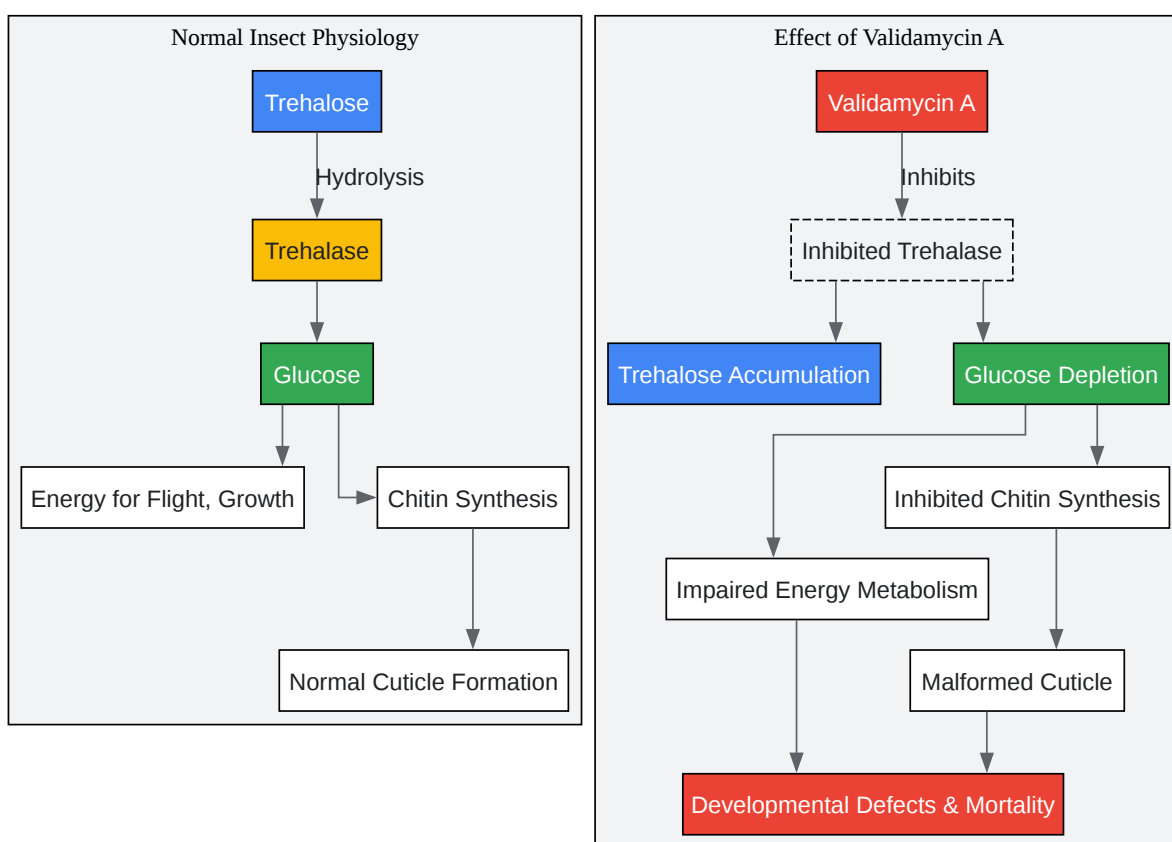 Normal Insect Physiology
Trehalose
Hydrolysis
Trehalase
Glucose
Energy for Flight, Growth
Chitin Synthesis
Normal Cuticle Formation
Effect of Validamycin A
Validamycin A
Inhibits
Inhibited Trehalase
Trehalose Accumulation
Glucose Depletion
Inhibited Chitin Synthesis
Impaired Energy Metabolism
Malformed Cuticle
Developmental Defects & Mortality